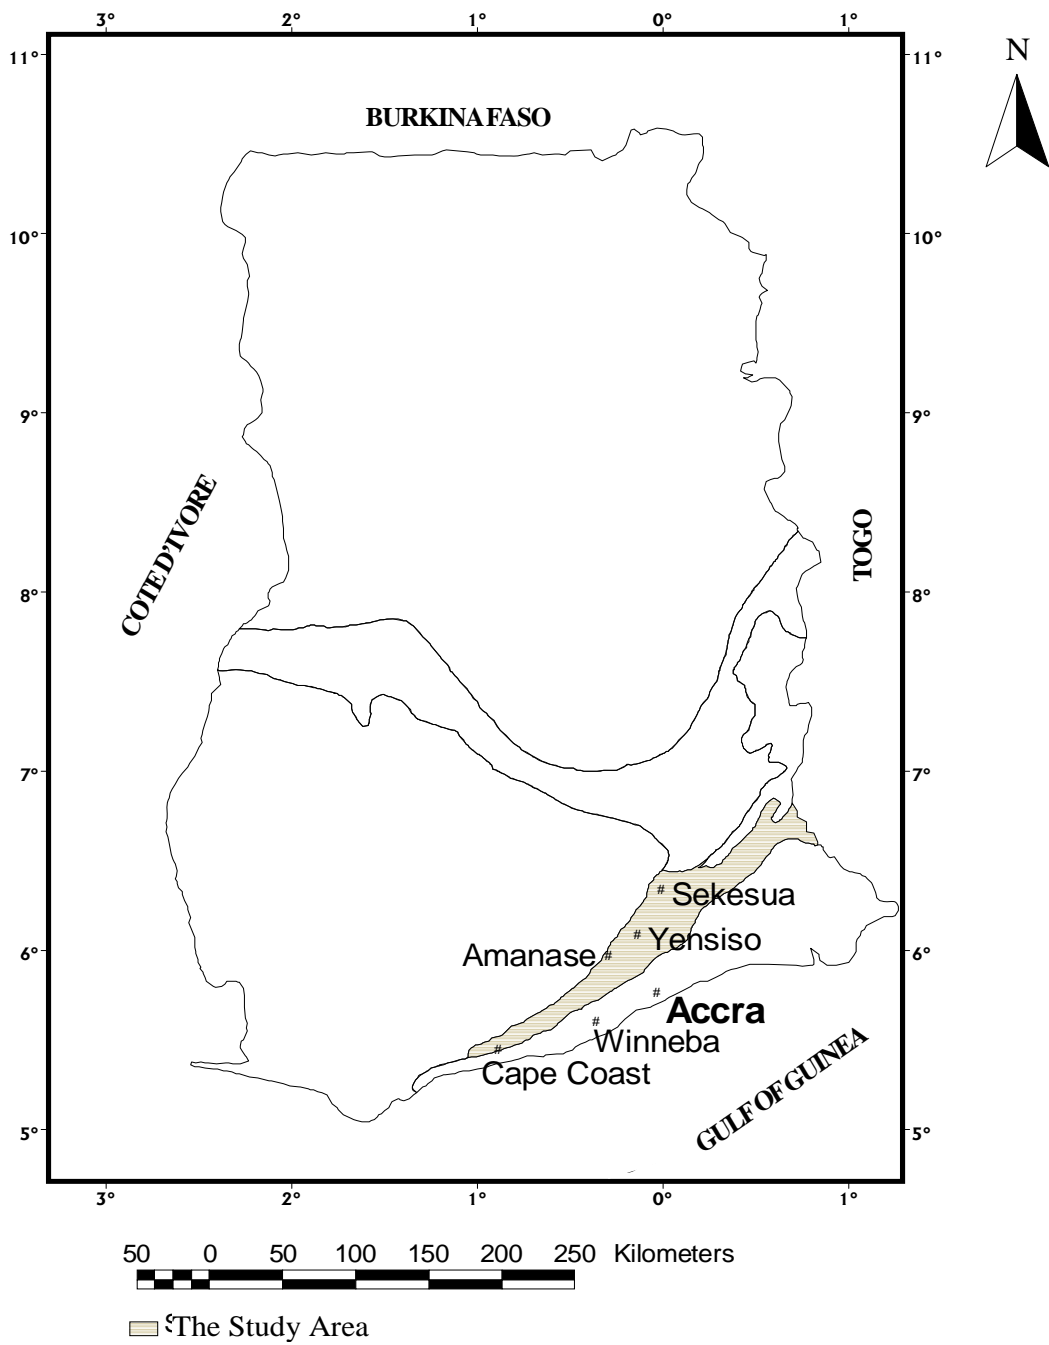 3° 2° 1° 0° 1°
N
11° 11°
BURKINA FASO
10° 10°
9° 9°
COTE D'IVORE
TOGO
8° 8°
7° 7°
# Sekesua
# Yensiso
6° Amanase # 6°
# Accra
# Winneba
# Cape Coast
GULF OF GUINEA
5° 5°
3° 2° 1° 0° 1°
50 0 50 100 150 200 250 Kilometers
The Study Area